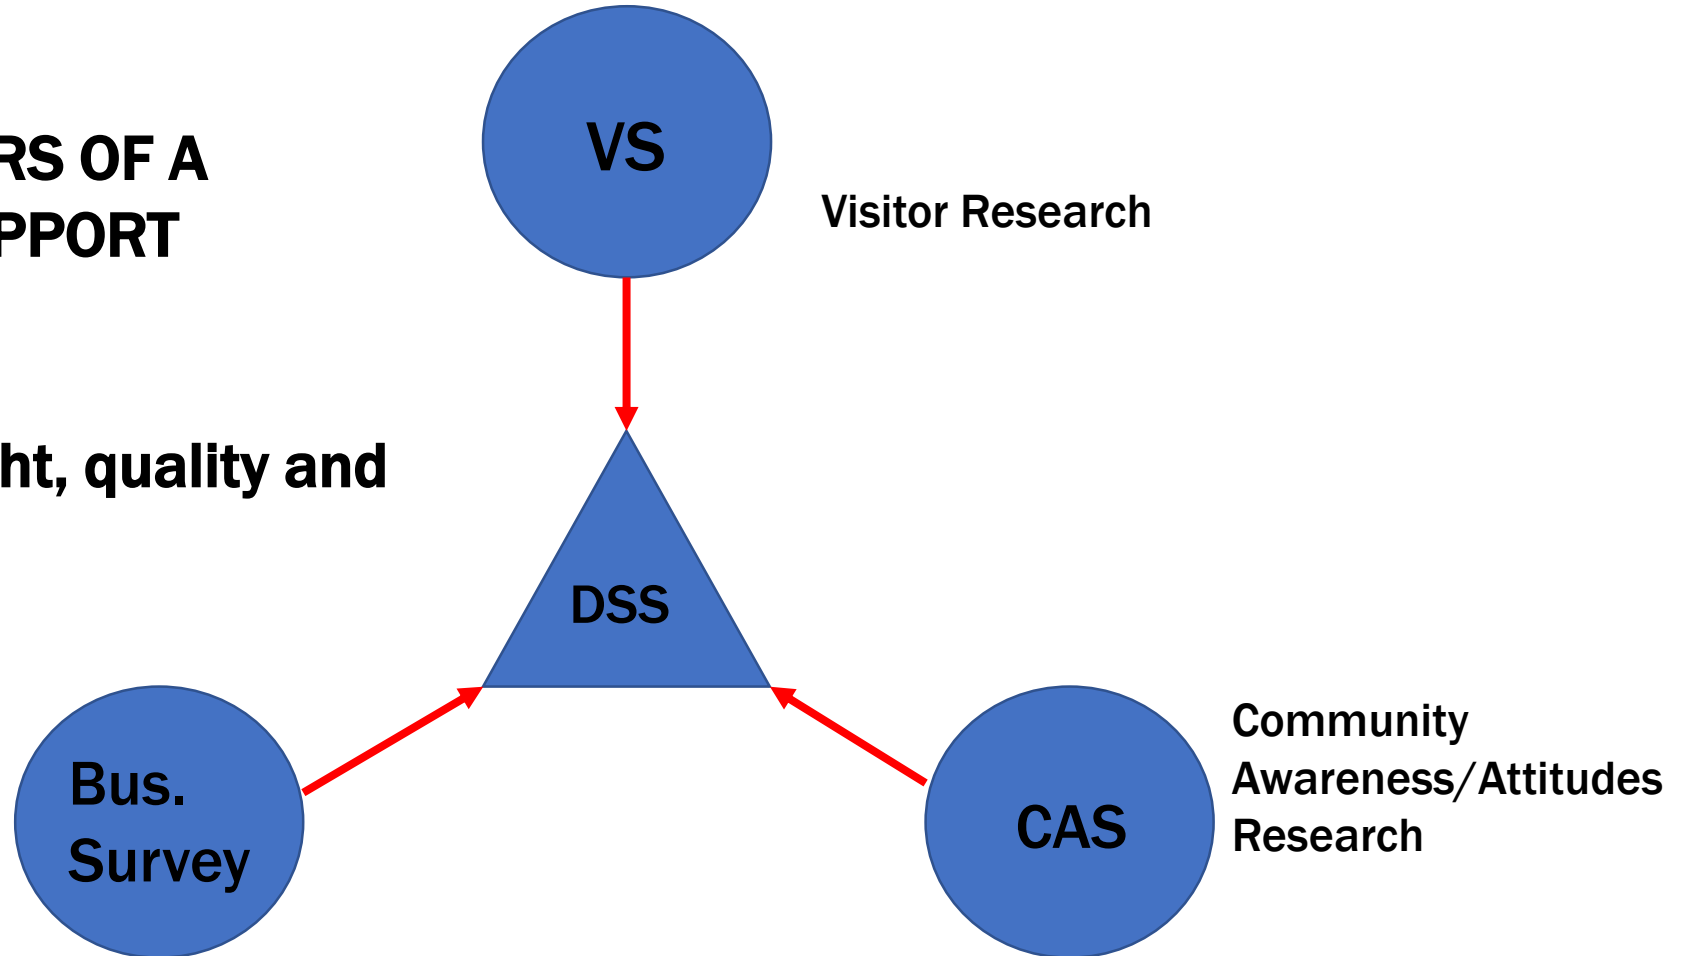 VS
RS OF A
PPORT
Visitor Research
ht, quality and
DSS
Bus.
Survey
CAS
Community
Awareness/Attitudes
Research